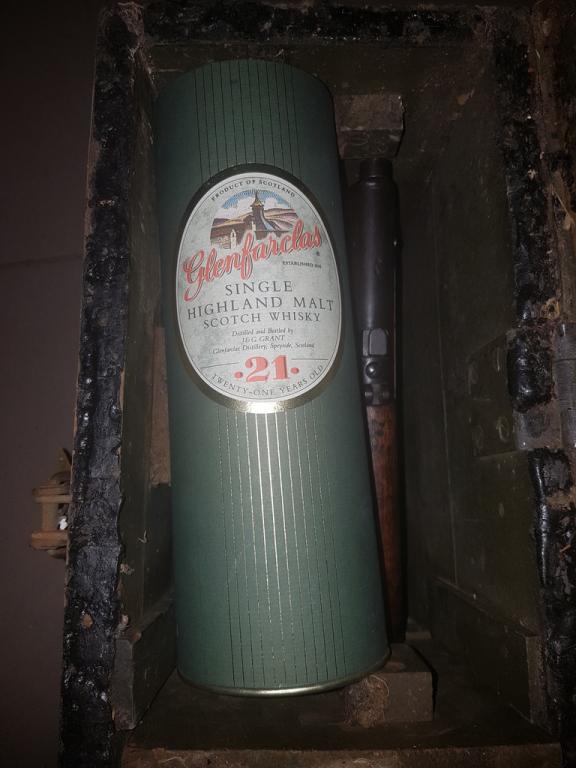 PRODUCT OF SCOTLAND
Glenfarclas
ESTABLISHED 1836
SINGLE
HIGHLAND MALT
SCOTCH WHISKY
Distilled and Bottled by
J.&G. GRANT
Glenfarclas Distillery, Speyside, Scotland
·21·
TWENTY-ONE YEARS OLD